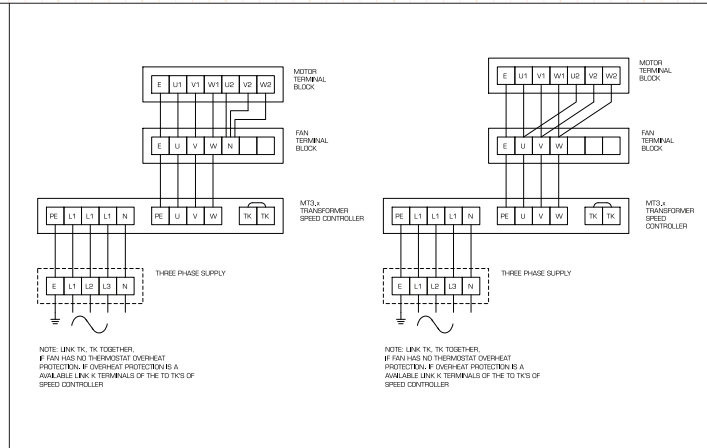 MOTOR
TERMINAL
BLOCK
E U1 V1 W1 U2 V2 W2
FAN
TERMINAL
BLOCK
E U V W N
MT3.x
TRANSFORMER
SPEED CONTROLLER
PE L1 L1 L1 N PE U V W TK TK
THREE PHASE SUPPLY
E L1 L2 L3 N
NOTE: LINK TK, TK TOGETHER,
IF FAN HAS NO THERMOSTAT OVERHEAT
PROTECTION. IF OVERHEAT PROTECTION IS A
AVAILABLE LINK K TERMINALS OF THE TO TK'S OF
SPEED CONTROLLER
MOTOR
TERMINAL
BLOCK
E U1 V1 W1 U2 V2 W2
FAN
TERMINAL
BLOCK
E U V W
MT3.x
TRANSFORMER
SPEED
CONTROLLER
PE L1 L1 L1 N PE U V W TK TK
THREE PHASE SUPPLY
E L1 L2 L3 N
NOTE: LINK TK, TK TOGETHER,
IF FAN HAS NO THERMOSTAT OVERHEAT
PROTECTION. IF OVERHEAT PROTECTION IS A
AVAILABLE LINK K TERMINALS OF THE TO TK'S OF
SPEED CONTROLLER